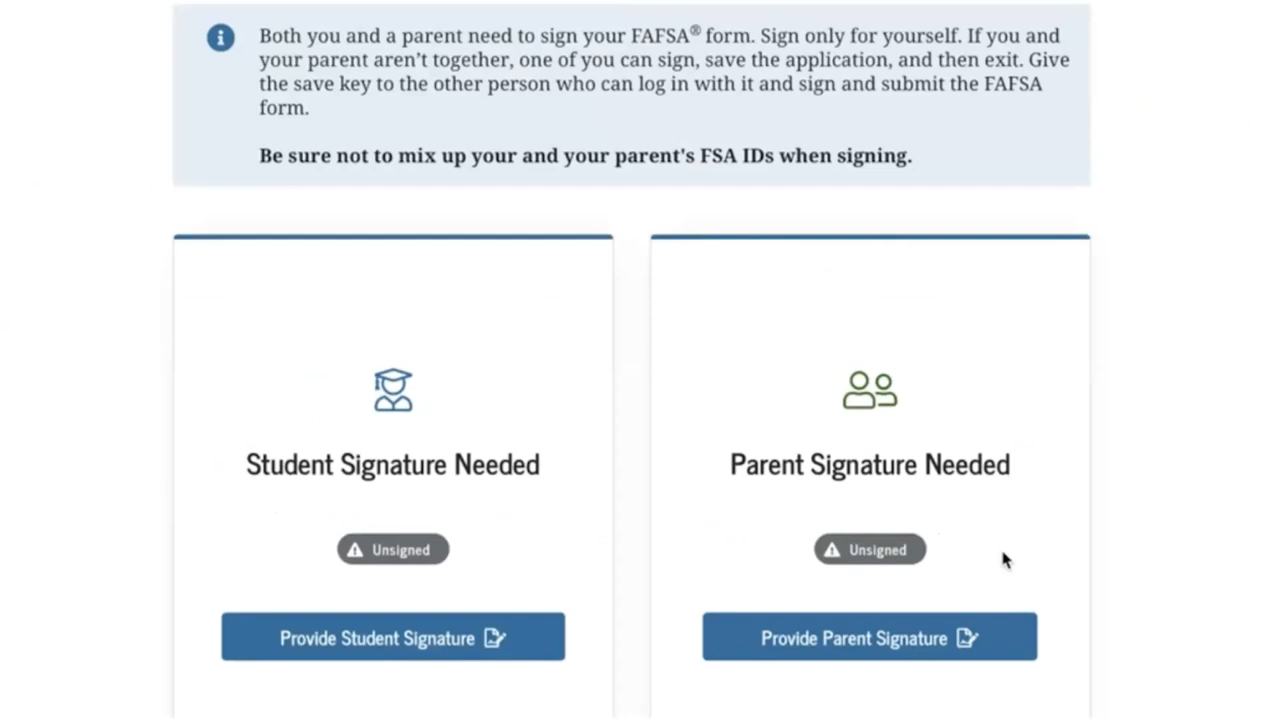 Both you and a parent need to sign your FAFSA® form. Sign only for yourself. If you and
your parent aren't together, one of you can sign, save the application, and then exit. Give
the save key to the other person who can log in with it and sign and submit the FAFSA
form.
Be sure not to mix up your and your parent's FSA IDs when signing.
Student Signature Needed
Unsigned
Provide Student Signature
Parent Signature Needed
Unsigned
Provide Parent Signature